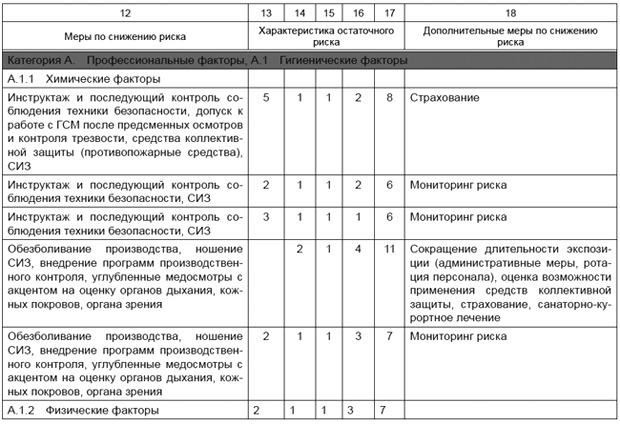 12 13 14 15 16 17 18
Меры по снижению риска Характеристика остаточного риска Дополнительные меры по снижению риска
Категория А. Профессиональные факторы, А.1 Гигиенические факторы
А.1.1 Химические факторы
Инструктаж и последующий контроль со- 5 1 1 2 8 Страхование
блюдения техники безопасности, допуск к
работе с ГСМ после предсменных осмотров
и контроля трезвости, средства коллектив-
ной защиты (противопожарные средства),
СИЗ
Инструктаж и последующий контроль со- 2 1 1 2 6 Мониторинг риска
блюдения техники безопасности, СИЗ
Инструктаж и последующий контроль со- 3 1 1 1 6 Мониторинг риска
блюдения техники безопасности, СИЗ
Обезболивание производства, ношение 2 1 4 11 Сокращение длительности экспози-
СИЗ, внедрение программ производствен- ции (административные меры, рота-
ного контроля, углубленные медосмотры с ция персонала), оценка возможности
акцентом на оценку органов дыхания, кож- применения средств коллективной
ных покровов, органа зрения защиты, страхование, санаторно-ку-
рортное лечение
Обезболивание производства, ношение 2 1 1 3 7 Мониторинг риска
СИЗ, внедрение программ производствен-
ного контроля, углубленные медосмотры с
акцентом на оценку органов дыхания, кож-
ных покровов, органа зрения
А.1.2 Физические факторы 2 1 1 3 7